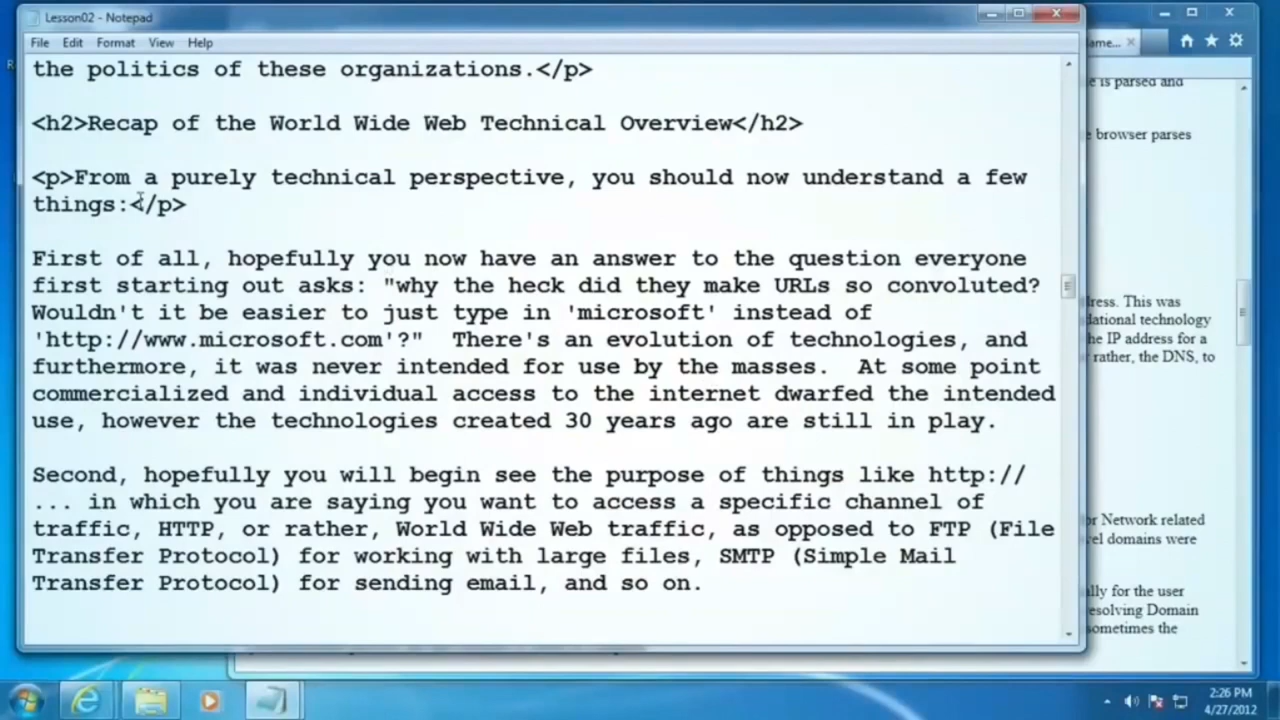 Lesson02 - Notepad
File Edit Format View Help
the politics of these organizations.</p>
<h2>Recap of the World Wide Web Technical Overview</h2>
<p>From a purely technical perspective, you should now understand a few
things:</p>
First of all, hopefully you now have an answer to the question everyone
first starting out asks: "why the heck did they make URLs so convoluted?
Wouldn't it be easier to just type in 'microsoft' instead of
'http://www.microsoft.com'?"  There's an evolution of technologies, and
furthermore, it was never intended for use by the masses.  At some point
commercialized and individual access to the internet dwarfed the intended
use, however the technologies created 30 years ago are still in play.
Second, hopefully you will begin see the purpose of things like http://
... in which you are saying you want to access a specific channel of
traffic, HTTP, or rather, World Wide Web traffic, as opposed to FTP (File
Transfer Protocol) for working with large files, SMTP (Simple Mail
Transfer Protocol) for sending email, and so on.
ame...
e is parsed and
e browser parses
dress. This was
dational technology
he IP address for a
rather, the DNS, to
or Network related
vel domains were
ally for the user
esolving Domain
sometimes the
2:26 PM
4/27/2012